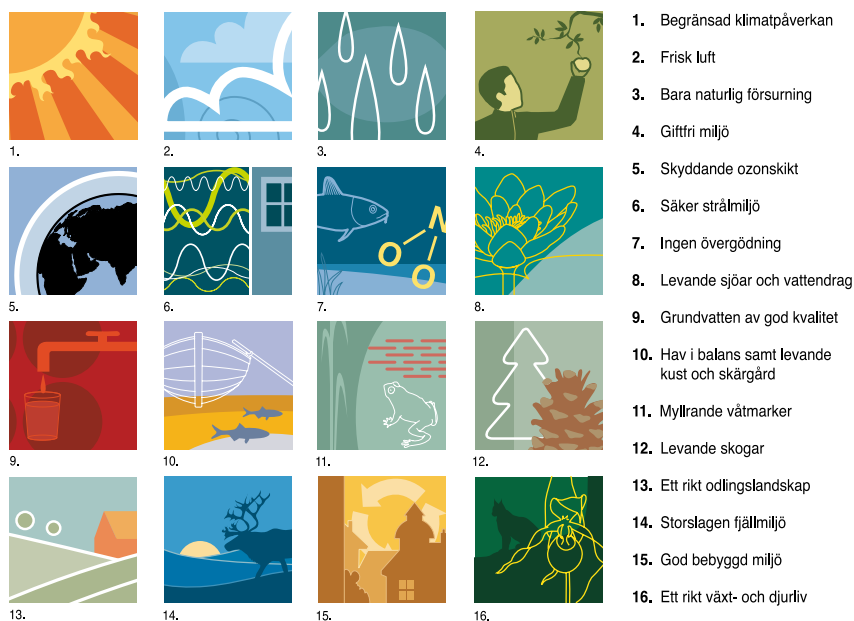 1.
2.
3.
4.
N
O
O
5.
6.
7.
8.
9.
10.
11.
12.
13.
14.
15.
16.
1. Begränsad klimatpåverkan
2. Frisk luft
3. Bara naturlig försurning
4. Giftfri miljö
5. Skyddande ozonskikt
6. Säker strålmiljö
7. Ingen övergödning
8. Levande sjöar och vattendrag
9. Grundvatten av god kvalitet
10. Hav i balans samt levande
kust och skärgård
11. Myllrande våtmarker
12. Levande skogar
13. Ett rikt odlingslandskap
14. Storslagen fjällmiljö
15. God bebyggd miljö
16. Ett rikt växt- och djurliv